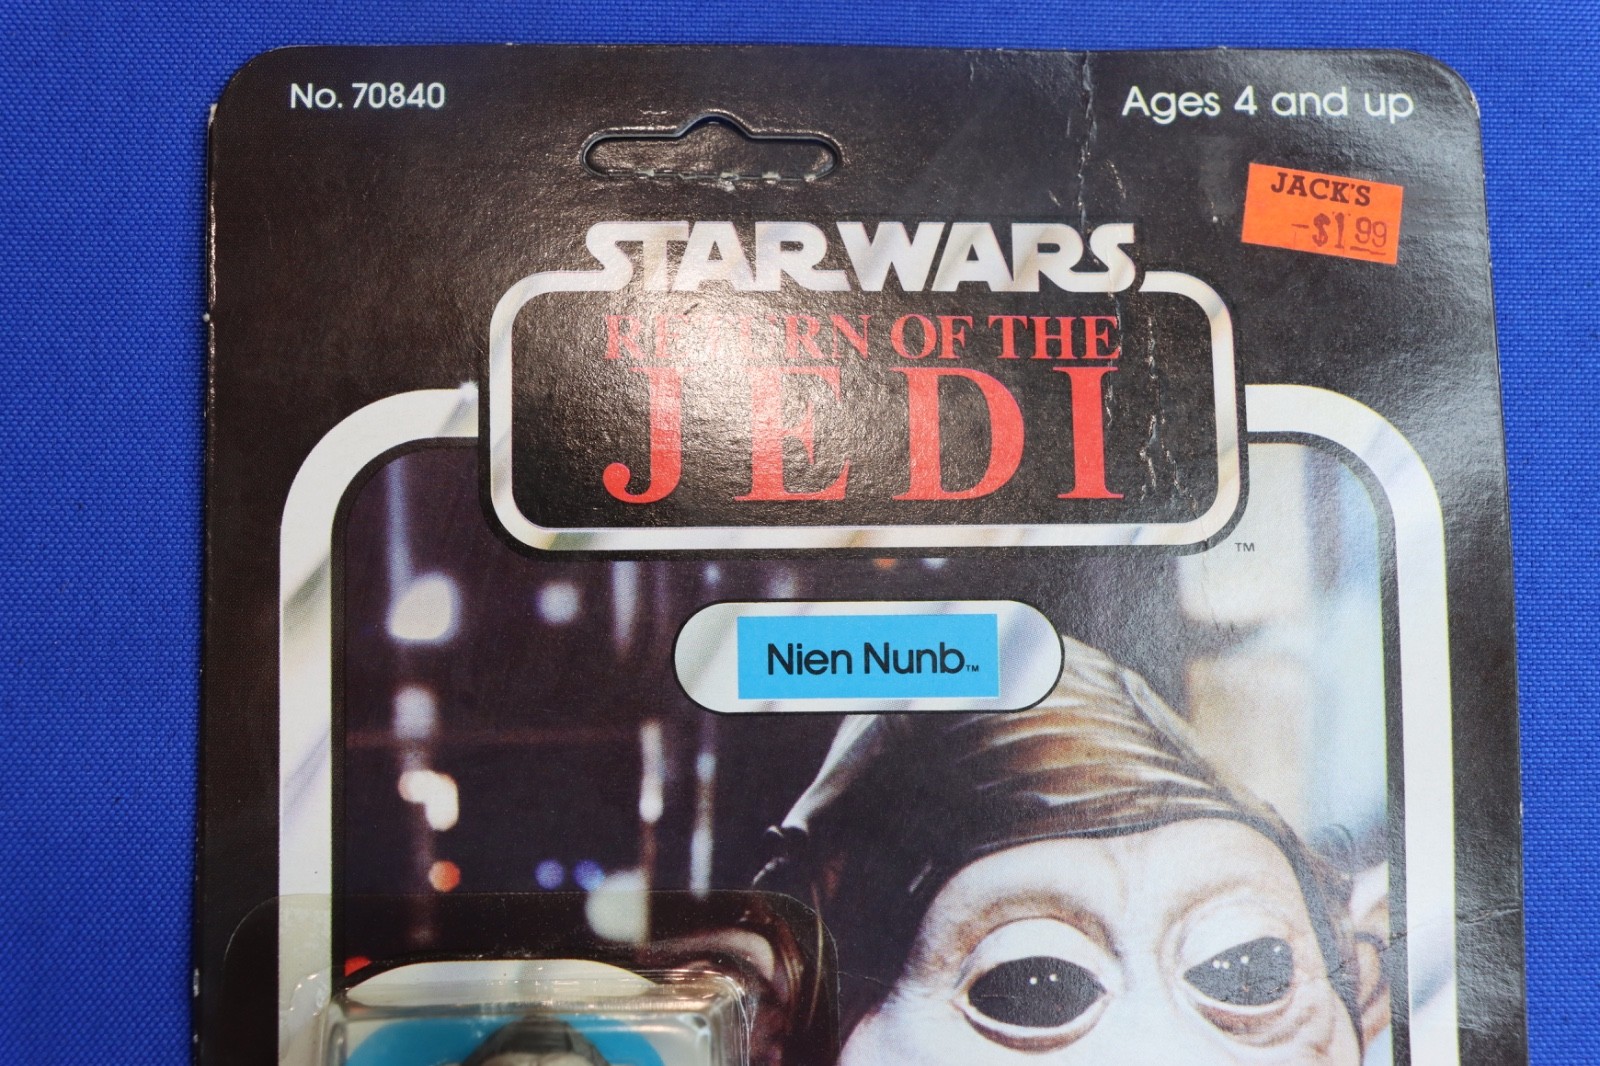 No. 70840
Ages 4 and up
JACK'S
-$1.99
STAR WARS
RETURN OF THE
JEDI
TM
Nien Nunb™